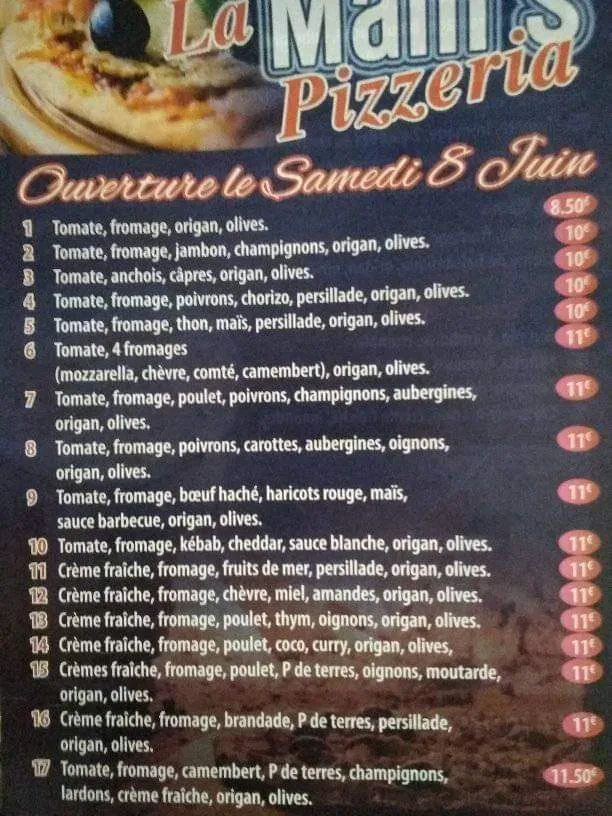 La Mam's
Pizzeria
Ouverture le Samedi 8 Juin
1 Tomate, fromage, origan, olives. 8.50€
2 Tomate, fromage, jambon, champignons, origan, olives. 10€
3 Tomate, anchois, câpres, origan, olives. 10€
4 Tomate, fromage, poivrons, chorizo, persillade, origan, olives. 10€
5 Tomate, fromage, thon, maïs, persillade, origan, olives. 10€
6 Tomate, 4 fromages 11€
(mozzarella, chèvre, comté, camembert), origan, olives.
7 Tomate, fromage, poulet, poivrons, champignons, aubergines, 11€
origan, olives.
8 Tomate, fromage, poivrons, carottes, aubergines, oignons, 11€
origan, olives.
9 Tomate, fromage, bœuf haché, haricots rouge, maïs, 11€
sauce barbecue, origan, olives.
10 Tomate, fromage, kébab, cheddar, sauce blanche, origan, olives. 11€
11 Crème fraîche, fromage, fruits de mer, persillade, origan, olives. 11€
12 Crème fraîche, fromage, chèvre, miel, amandes, origan, olives. 11€
13 Crème fraîche, fromage, poulet, thym, oignons, origan, olives. 11€
14 Crème fraîche, fromage, poulet, coco, curry, origan, olives, 11€
15 Crèmes fraîche, fromage, poulet, P de terres, oignons, moutarde, 11€
origan, olives.
16 Crème fraîche, fromage, brandade, P de terres, persillade, 11€
origan, olives.
17 Tomate, fromage, camembert, P de terres, champignons, 11.50€
lardons, crème fraîche, origan, olives.